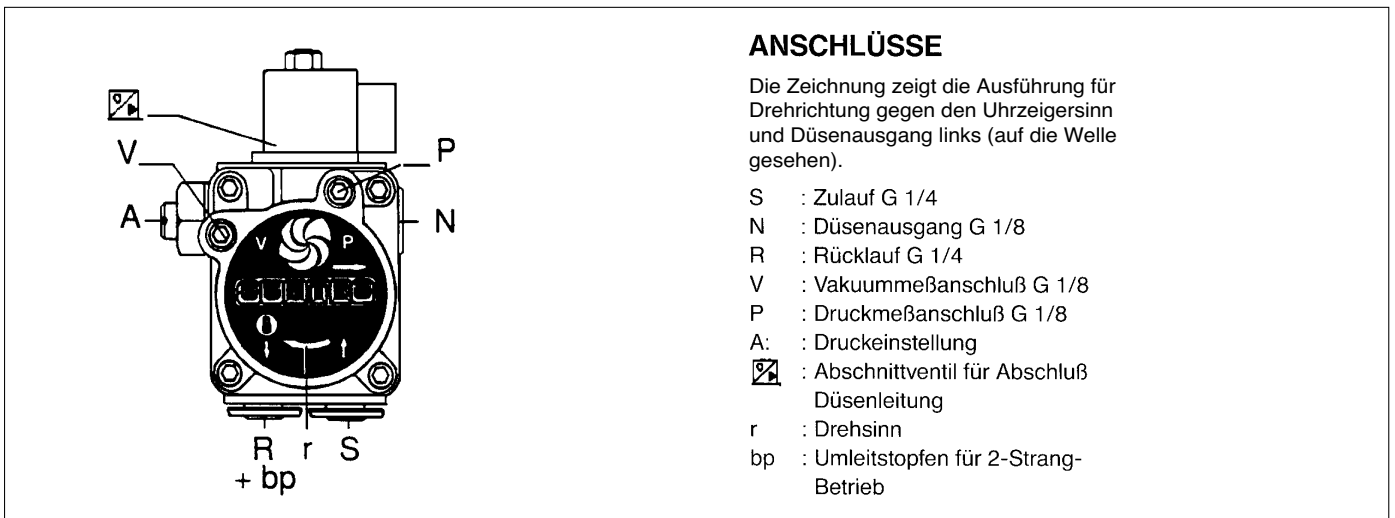 V
P
A
N
V
P
R
r
S
+ bp
ANSCHLÜSSE
Die Zeichnung zeigt die Ausführung für
Drehrichtung gegen den Uhrzeigersinn
und Düsenausgang links (auf die Welle
gesehen).
S : Zulauf G 1/4
N : Düsenausgang G 1/8
R : Rücklauf G 1/4
V : Vakuummeßanschluß G 1/8
P : Druckmeßanschluß G 1/8
A: : Druckeinstellung
: Abschnittventil für Abschluß
Düsenleitung
r : Drehsinn
bp : Umleitstopfen für 2-Strang-
Betrieb